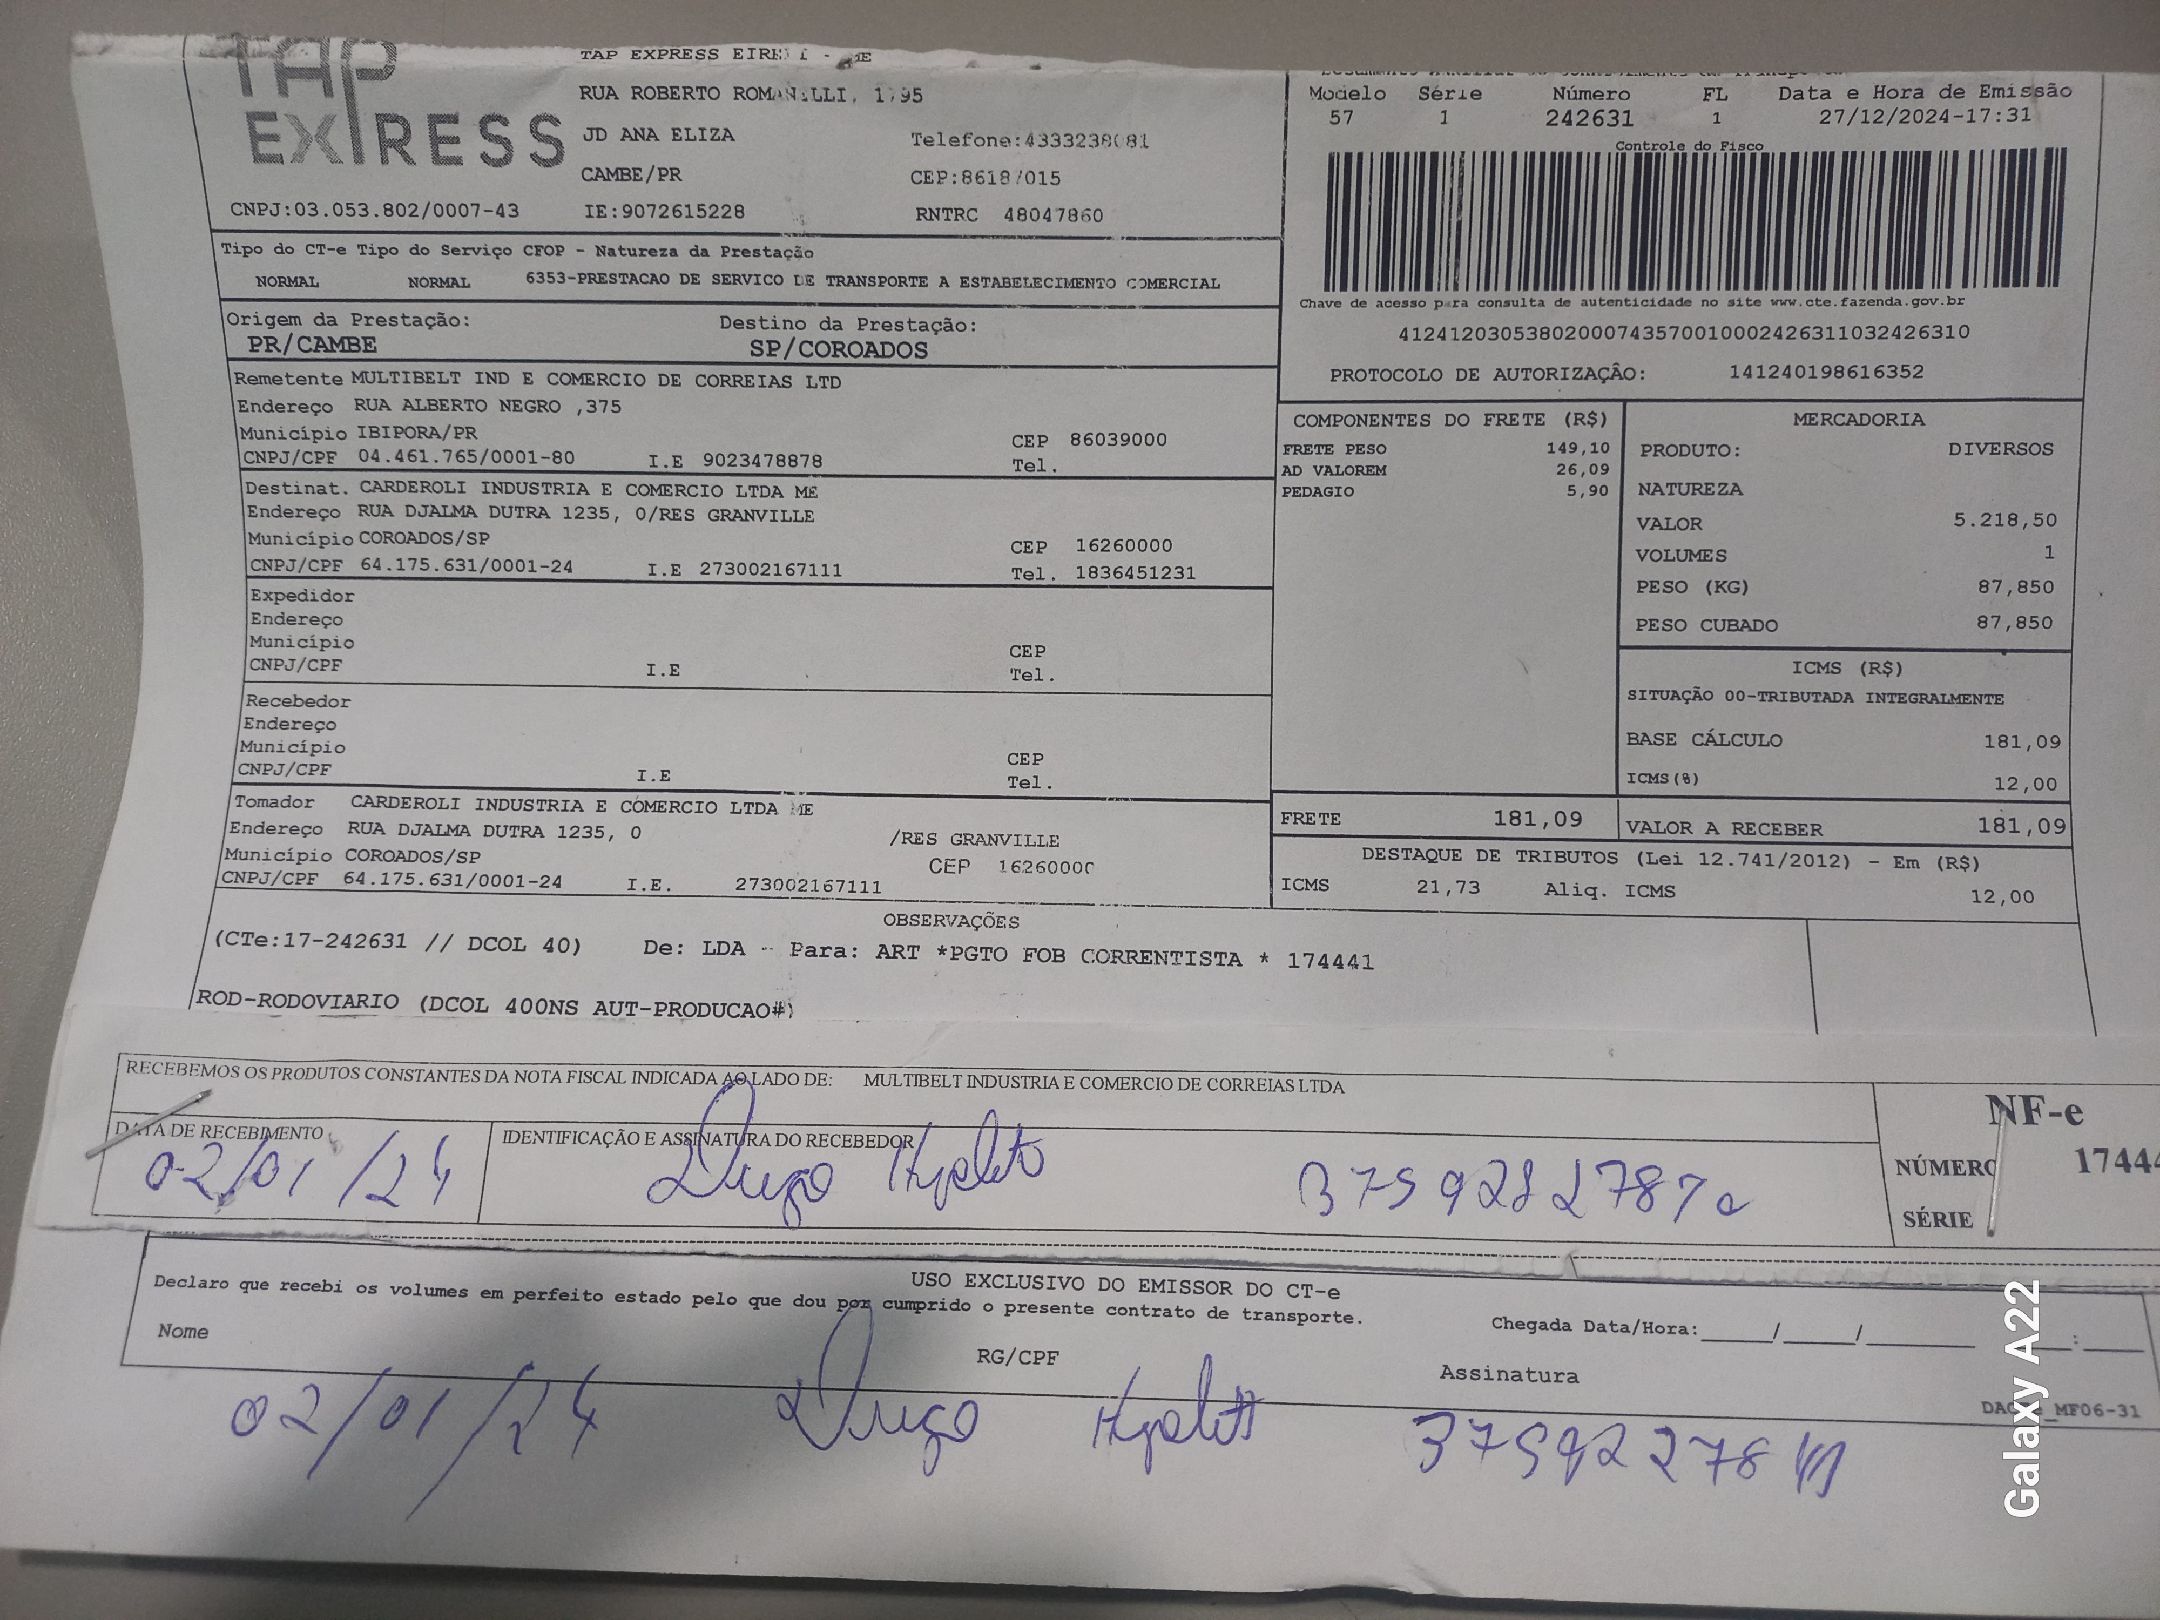 TAP EXPRESS
TAP EXPRESS EIRELI - ME
RUA ROBERTO ROMANELLI, 1795
JD ANA ELIZA
Telefone:4333238081
CAMBE/PR
CEP:86187015
CNPJ:03.053.802/0007-43
IE:9072615228
RNTRC 48047860
Modelo Série Número FL Data e Hora de Emissão
57 1 242631 1 27/12/2024-17:31
Controle do Fisco
Chave de acesso para consulta de autenticidade no site www.cte.fazenda.gov.br
41241203053802000743570010002426311032426310
PROTOCOLO DE AUTORIZAÇÂO: 141240198616352
Tipo do CT-e Tipo do Serviço CFOP - Natureza da Prestação
NORMAL NORMAL 6353-PRESTACAO DE SERVICO DE TRANSPORTE A ESTABELECIMENTO COMERCIAL
Origem da Prestação: Destino da Prestação:
PR/CAMBE SP/COROADOS
Remetente MULTIBELT IND E COMERCIO DE CORREIAS LTD
Endereço RUA ALBERTO NEGRO ,375
Município IBIPORA/PR CEP 86039000
CNPJ/CPF 04.461.765/0001-80 I.E 9023478878 Tel.
Destinat. CARDEROLI INDUSTRIA E COMERCIO LTDA ME
Endereço RUA DJALMA DUTRA 1235, 0/RES GRANVILLE
Município COROADOS/SP CEP 16260000
CNPJ/CPF 64.175.631/0001-24 I.E 273002167111 Tel. 1836451231
Expedidor
Endereço
Município CEP
CNPJ/CPF I.E Tel.
Recebedor
Endereço
Município CEP
CNPJ/CPF I.E Tel.
Tomador CARDEROLI INDUSTRIA E COMERCIO LTDA ME
Endereço RUA DJALMA DUTRA 1235, 0 /RES GRANVILLE
Município COROADOS/SP CEP 16260000
CNPJ/CPF 64.175.631/0001-24 I.E. 273002167111
COMPONENTES DO FRETE (R$)
FRETE PESO 149,10
AD VALOREM 26,09
PEDAGIO 5,90
MERCADORIA
PRODUTO: DIVERSOS
NATUREZA
VALOR 5.218,50
VOLUMES 1
PESO (KG) 87,850
PESO CUBADO 87,850
ICMS (R$)
SITUAÇÃO 00-TRIBUTADA INTEGRALMENTE
BASE CÁLCULO 181,09
ICMS(%) 12,00
FRETE 181,09 VALOR A RECEBER 181,09
DESTAQUE DE TRIBUTOS (Lei 12.741/2012) - Em (R$)
ICMS 21,73 Aliq. ICMS 12,00
OBSERVAÇÕES
(CTe:17-242631 // DCOL 40) De: LDA - Para: ART *PGTO FOB CORRENTISTA * 174441
ROD-RODOVIARIO (DCOL 400NS AUT-PRODUCAO#)
RECEBEMOS OS PRODUTOS CONSTANTES DA NOTA FISCAL INDICADA AO LADO DE: MULTIBELT INDUSTRIA E COMERCIO DE CORREIAS LTDA
NF-e
DATA DE RECEBIMENTO IDENTIFICAÇÃO E ASSINATURA DO RECEBEDOR
NÚMERO 17444
02/01/24
SÉRIE
USO EXCLUSIVO DO EMISSOR DO CT-e
Declaro que recebi os volumes em perfeito estado pelo que dou por cumprido o presente contrato de transporte.
Nome RG/CPF Assinatura Chegada Data/Hora:_____/_____/_______ ____:____
02/01/24
Galaxy A22